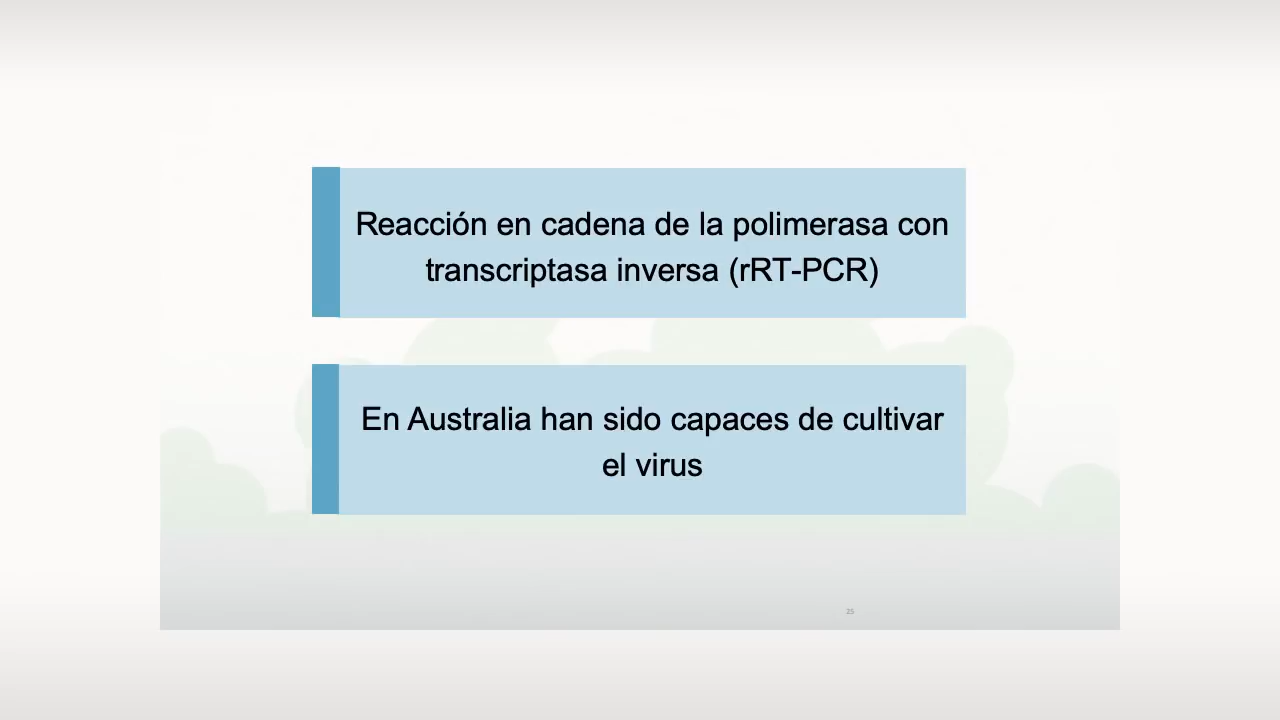 Reacción en cadena de la polimerasa con
transcriptasa inversa (rRT-PCR)
En Australia han sido capaces de cultivar
el virus
25